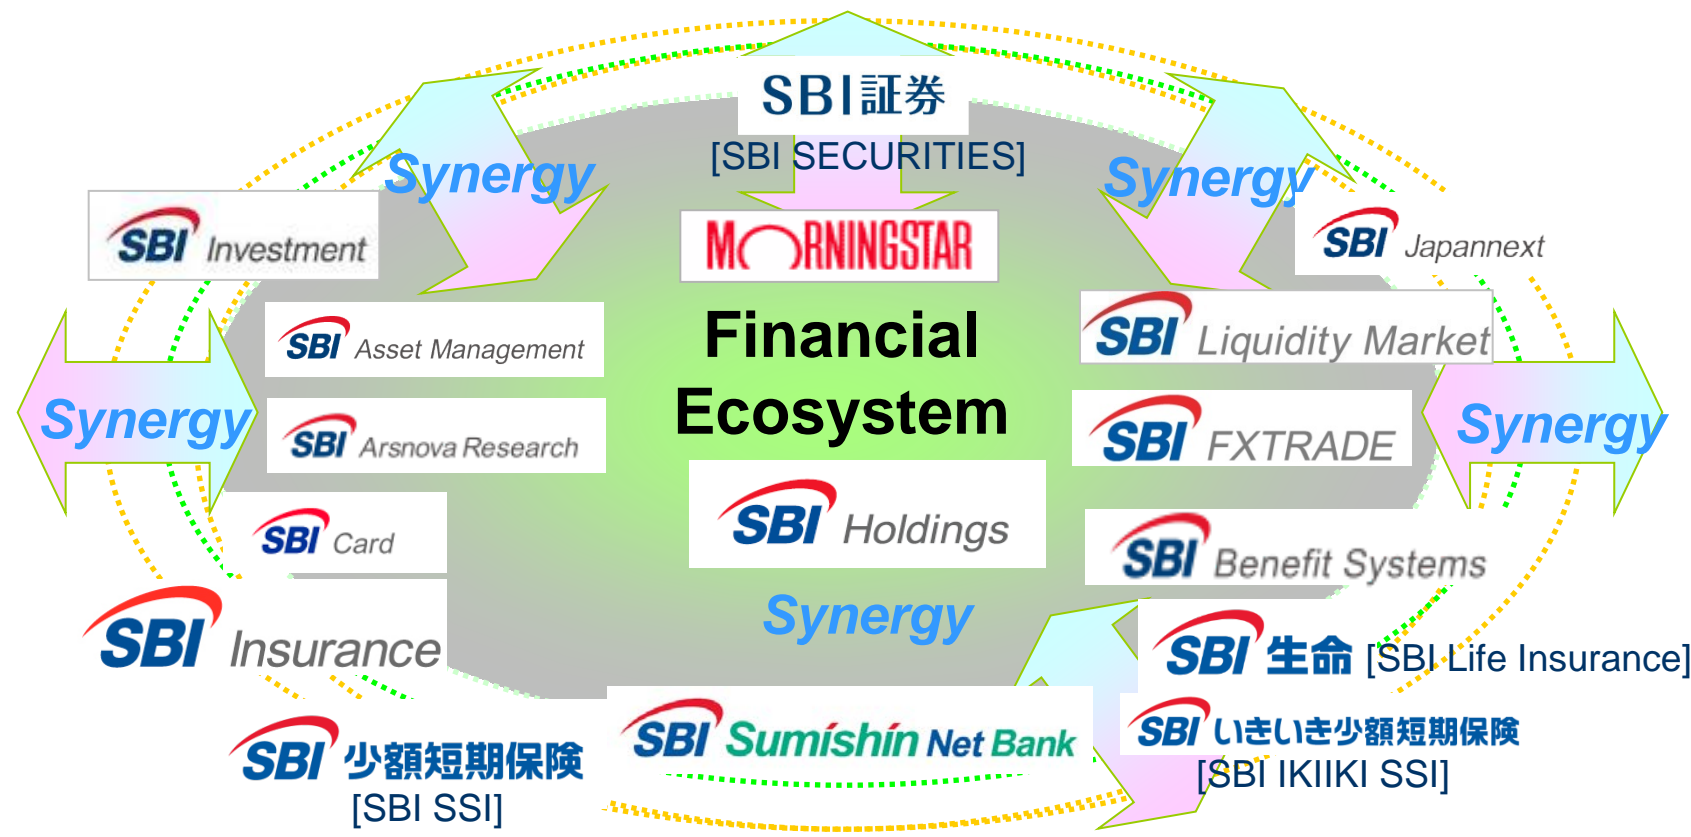 SBI証券
[SBI SECURITIES]
Synergy
Synergy
SBI Investment
MORNINGSTAR
SBI Japannext
SBI Asset Management
Financial
Ecosystem
SBI Liquidity Market
Synergy
SBI Arsnova Research
SBI FXTRADE
Synergy
SBI Card
SBI Holdings
SBI Benefit Systems
SBI Insurance
Synergy
SBI 生命 [SBI Life Insurance]
SBI 少額短期保険
[SBI SSI]
SBI Sumishin Net Bank
SBI いきいき少額短期保険
[SBI IKIIKI SSI]